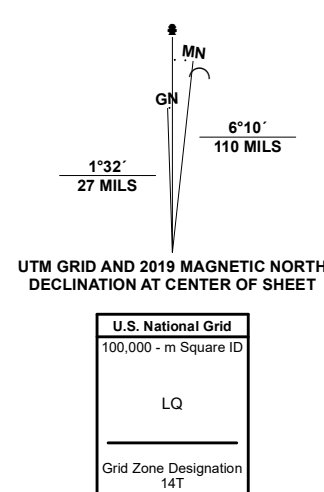 MN
GN
6°10´
110 MILS
1°32´
27 MILS
UTM GRID AND 2019 MAGNETIC NORTH
DECLINATION AT CENTER OF SHEET
U.S. National Grid
100,000 - m Square ID
LQ
Grid Zone Designation
14T